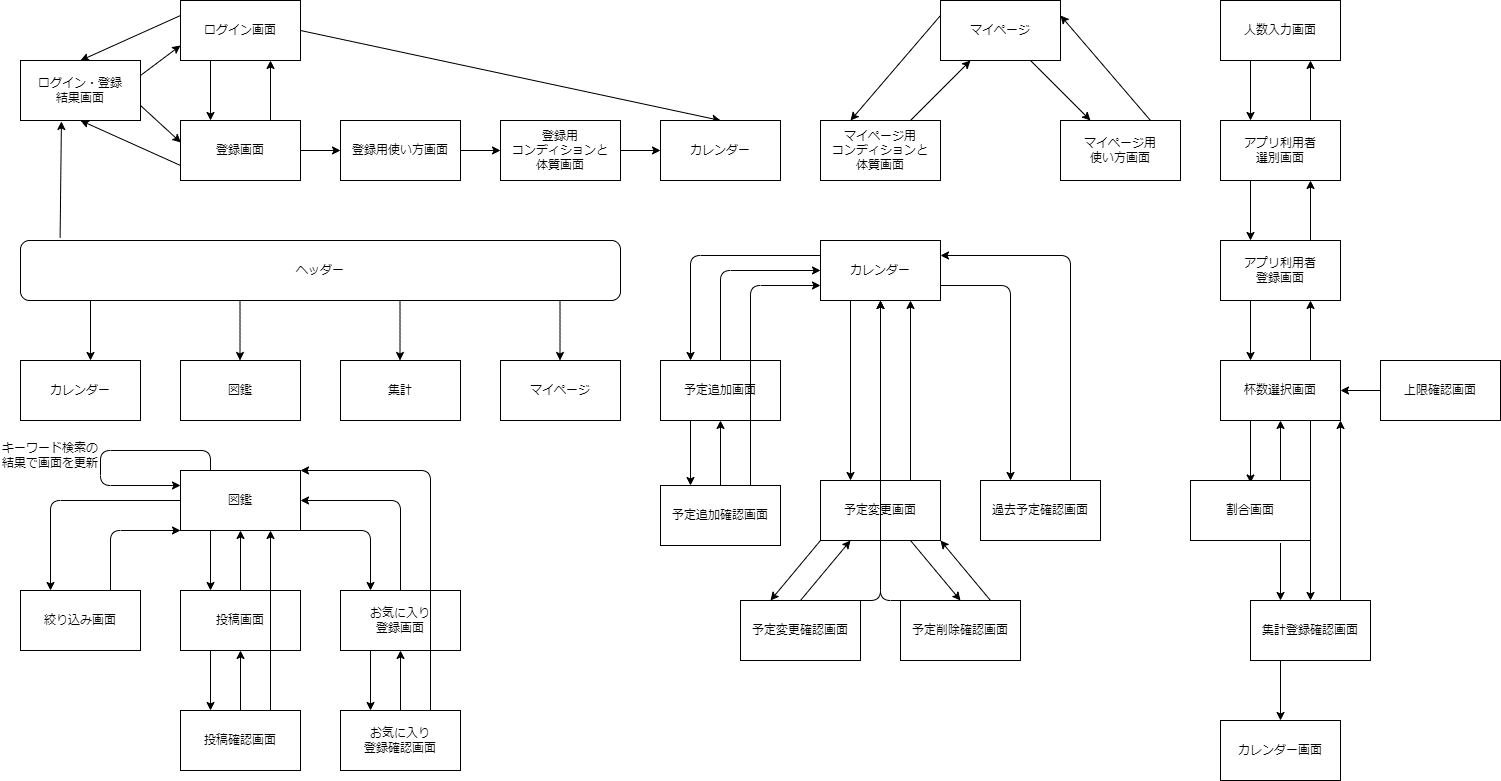 ログイン画面
ログイン・登録
結果画面
登録画面
登録用使い方画面
登録用
コンディションと
体質画面
カレンダー
マイページ
マイページ用
コンディションと
体質画面
マイページ用
使い方画面
人数入力画面
アプリ利用者
選別画面
アプリ利用者
登録画面
杯数選択画面
上限確認画面
割合画面
集計登録確認画面
カレンダー画面
ヘッダー
カレンダー
図鑑
集計
マイページ
カレンダー
予定追加画面
予定追加確認画面
予定変更画面
過去予定確認画面
予定変更確認画面
予定削除確認画面
キーワード検索の
結果で画面を更新
図鑑
絞り込み画面
投稿画面
お気に入り
登録画面
投稿確認画面
お気に入り
登録確認画面